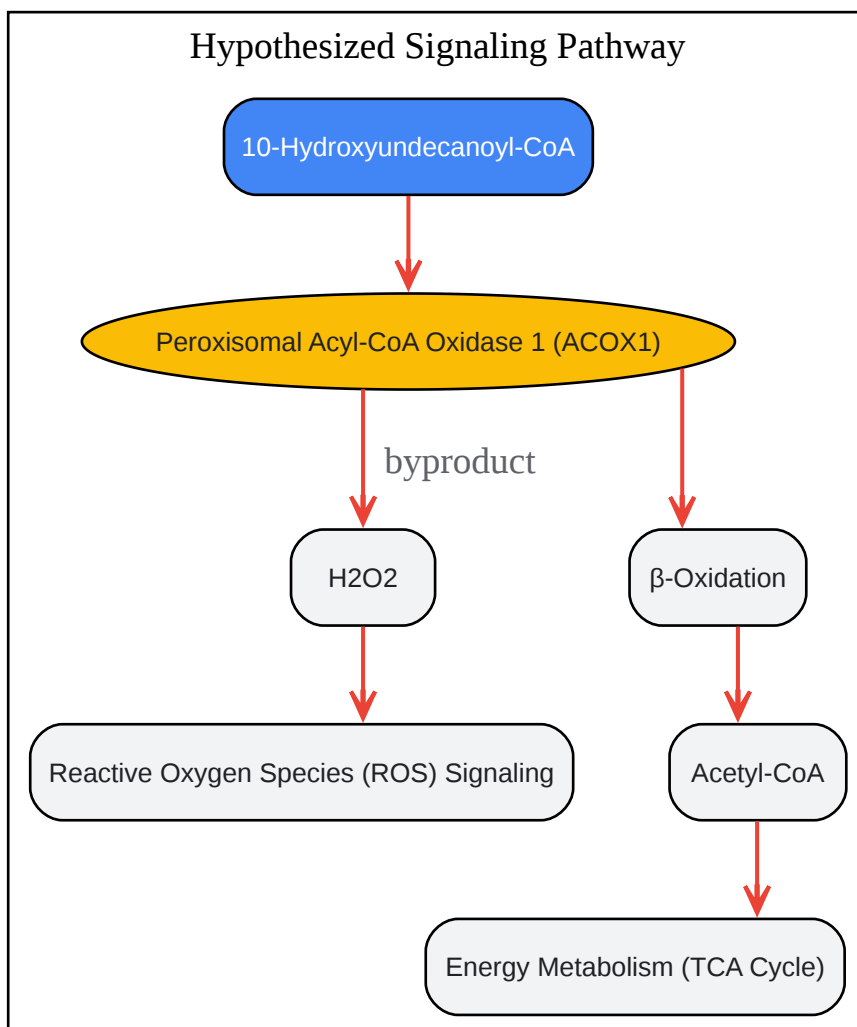 Hypothesized Signaling Pathway
10-Hydroxyundecanoyl-CoA
Peroxisomal Acyl-CoA Oxidase 1 (ACOX1)
byproduct
H2O2
β-Oxidation
Reactive Oxygen Species (ROS) Signaling
Acetyl-CoA
Energy Metabolism (TCA Cycle)